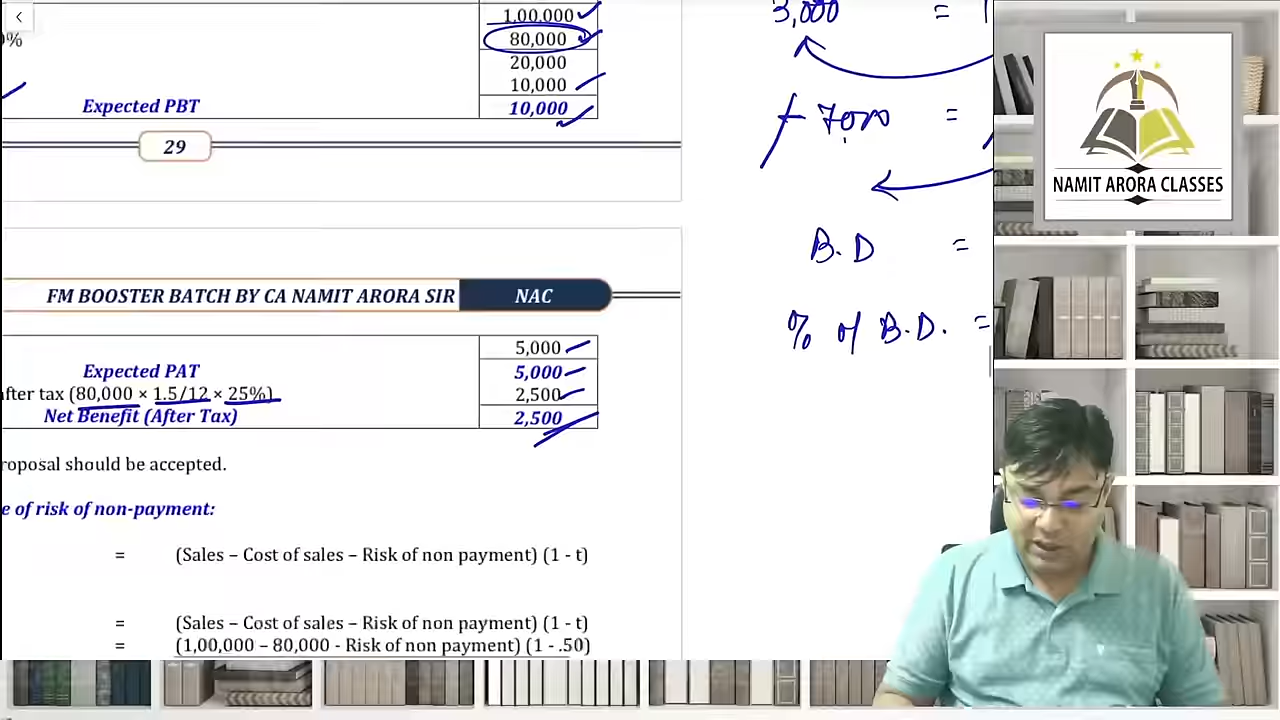 1,00,000
0%
80,000
20,000
10,000
Expected PBT
10,000
29
FM BOOSTER BATCH BY CA NAMIT ARORA SIR
NAC
5,000
Expected PAT
5,000
after tax (80,000 × 1.5/12 × 25%)
2,500
Net Benefit (After Tax)
2,500
roposal should be accepted.
e of risk of non-payment:
= (Sales – Cost of sales – Risk of non payment) (1 - t)
= (Sales – Cost of sales – Risk of non payment) (1 - t)
= (1,00,000 – 80,000 - Risk of non payment) (1 - .50)
3,000 =
7000 =
B.D =
% of B.D. =
NAMIT ARORA CLASSES